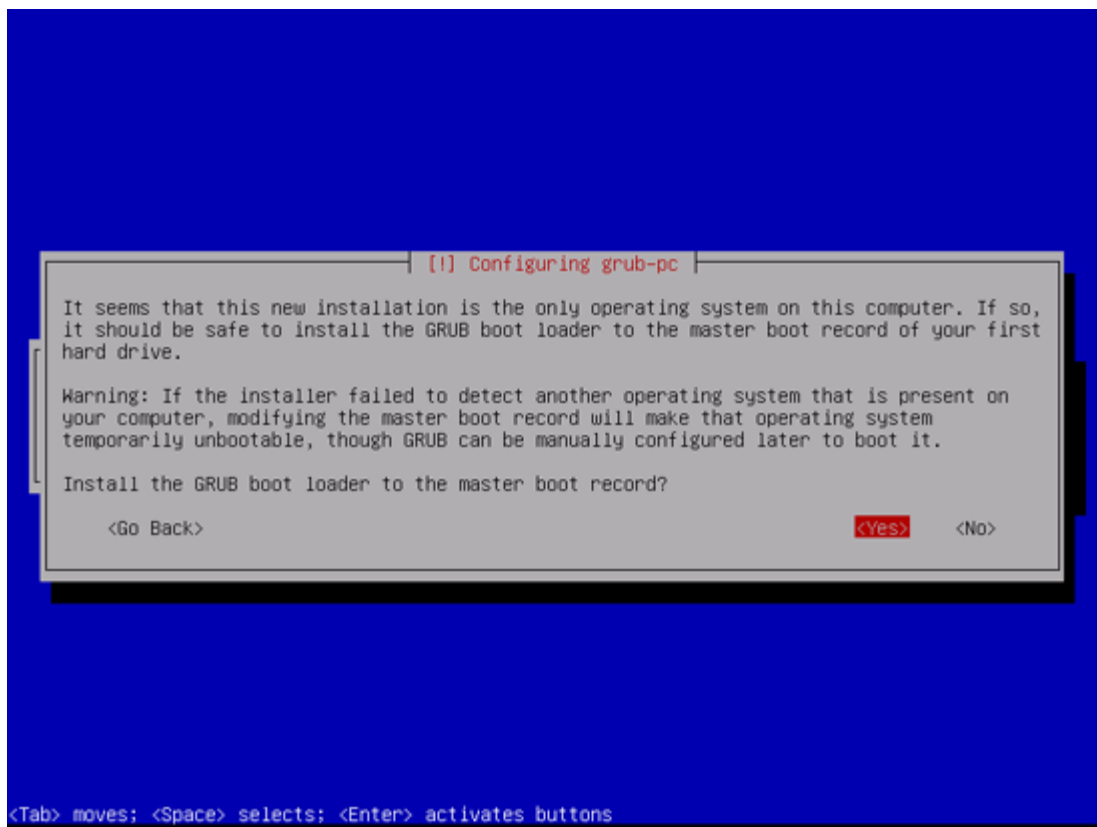 [!] Configuring grub-pc
It seems that this new installation is the only operating system on this computer. If so,
it should be safe to install the GRUB boot loader to the master boot record of your first
hard drive.
Warning: If the installer failed to detect another operating system that is present on
your computer, modifying the master boot record will make that operating system
temporarily unbootable, though GRUB can be manually configured later to boot it.
Install the GRUB boot loader to the master boot record?
<Go Back> <Yes> <No>
<Tab> moves; <Space> selects; <Enter> activates buttons